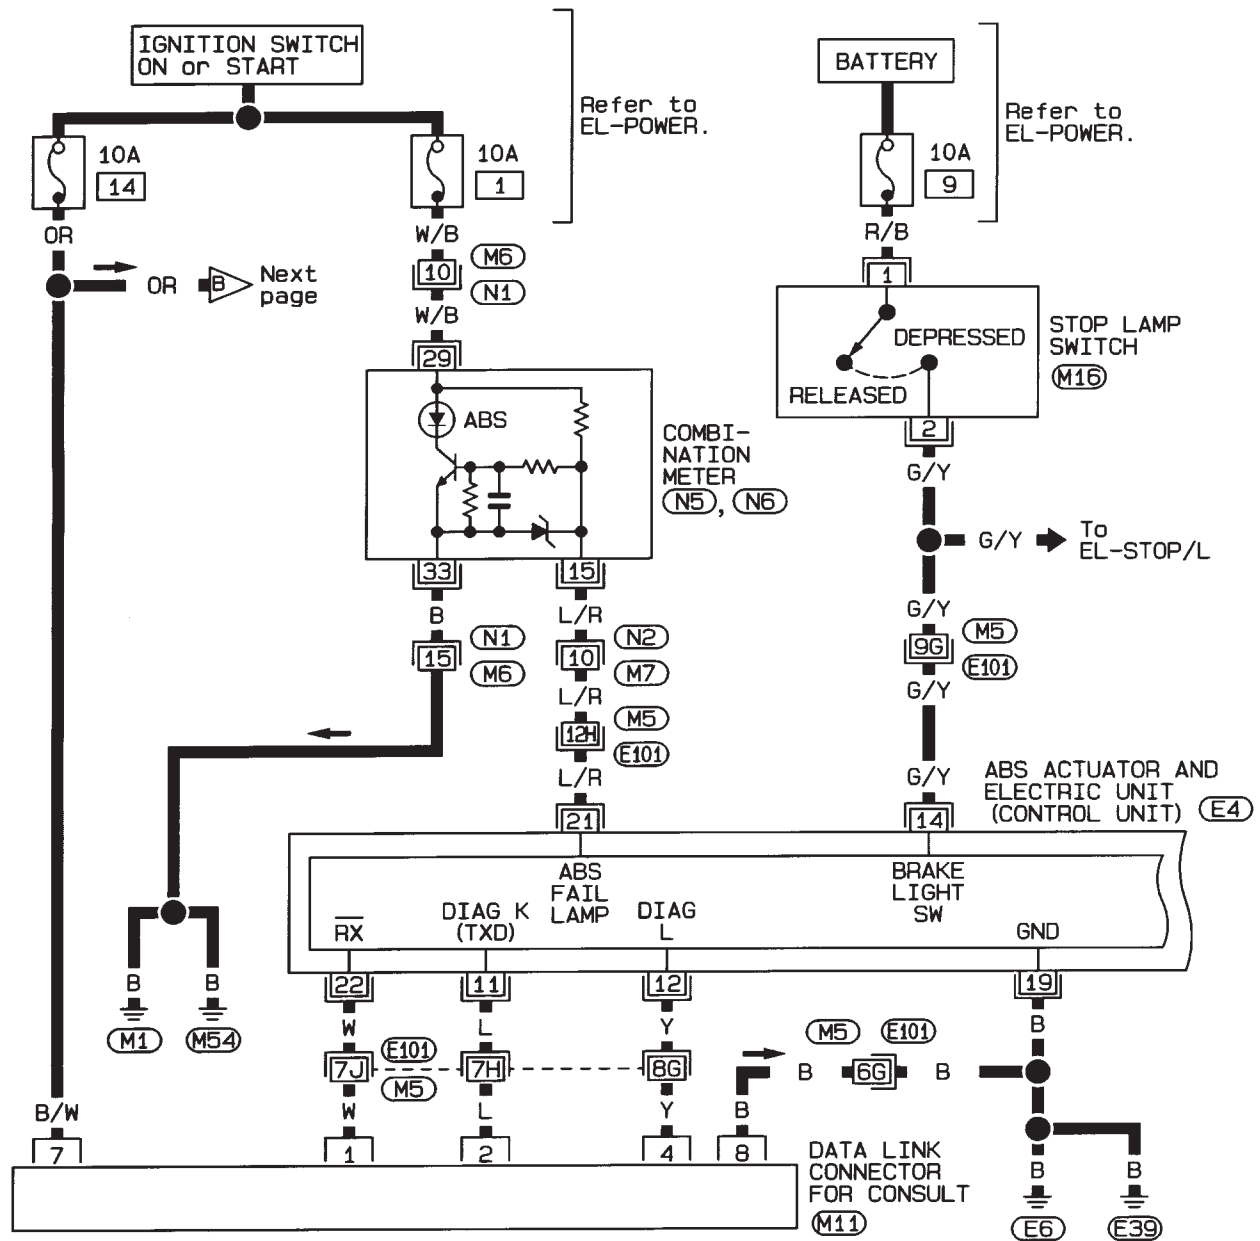 IGNITION SWITCH
ON or START
BATTERY
Refer to
EL-POWER.
Refer to
EL-POWER.
10A
14
10A
1
10A
9
OR
W/B
R/B
OR
B
Next
page
10
M6
N1
W/B
29
1
DEPRESSED
RELEASED
STOP LAMP
SWITCH
M16
2
ABS
COMBI-
NATION
METER
N5, N6
G/Y
G/Y
To
EL-STOP/L
33
15
B
L/R
G/Y
15
N1
M6
10
N2
M7
9G
M5
E101
L/R
G/Y
12H
M5
E101
L/R
G/Y
21
14
ABS ACTUATOR AND
ELECTRIC UNIT
(CONTROL UNIT) E4
ABS
FAIL
LAMP
BRAKE
LIGHT
SW
RX
DIAG K
(TXD)
DIAG
L
GND
22
11
12
19
B
B
M1
M54
W
L
Y
B
7J
E101
M5
7H
8G
M5
E101
B
6G
B
B/W
W
L
Y
B
7
1
2
4
8
DATA LINK
CONNECTOR
FOR CONSULT
M11
B
B
E6
E39